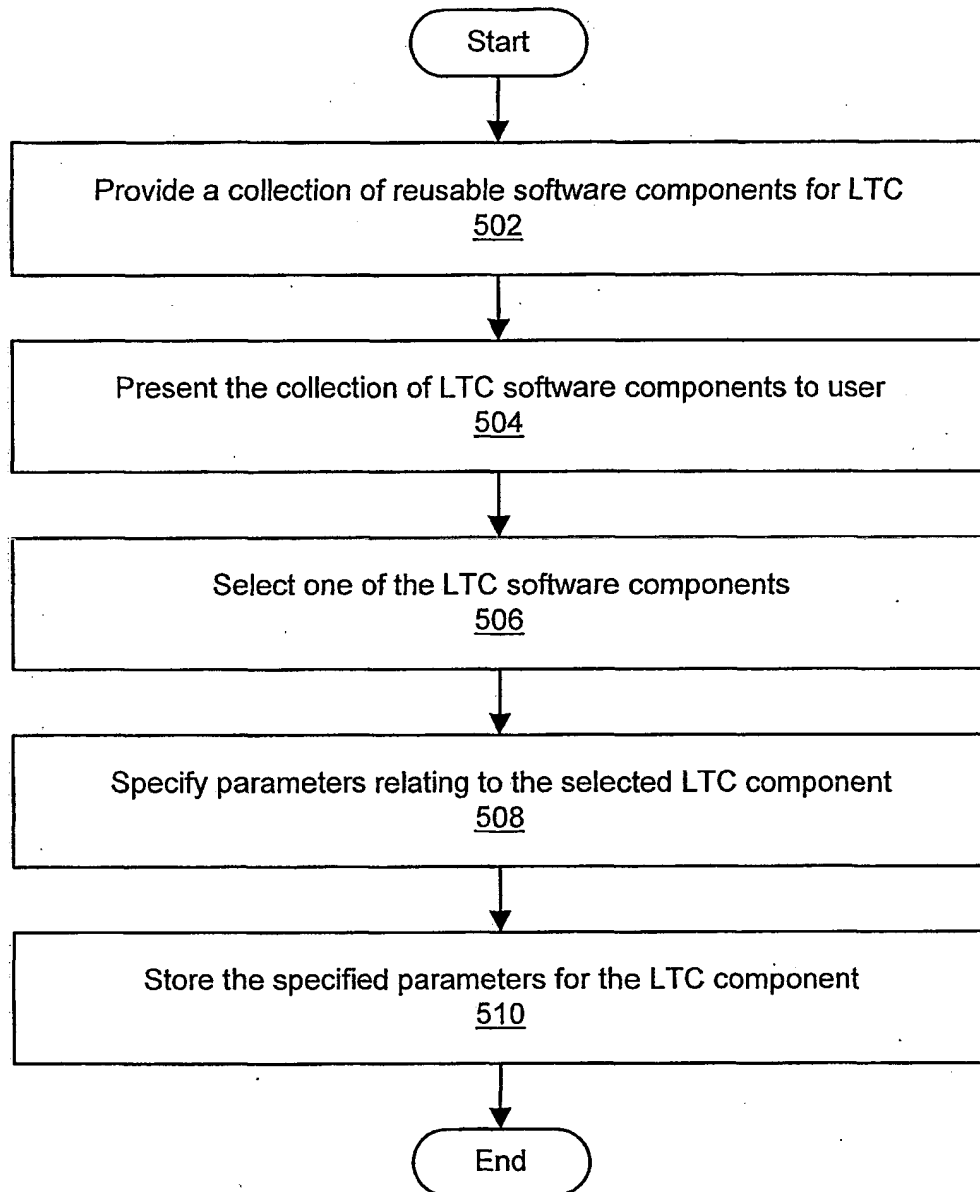 Start
Provide a collection of reusable software components for LTC
502
Present the collection of LTC software components to user
504
Select one of the LTC software components
506
Specify parameters relating to the selected LTC component
508
Store the specified parameters for the LTC component
510
End